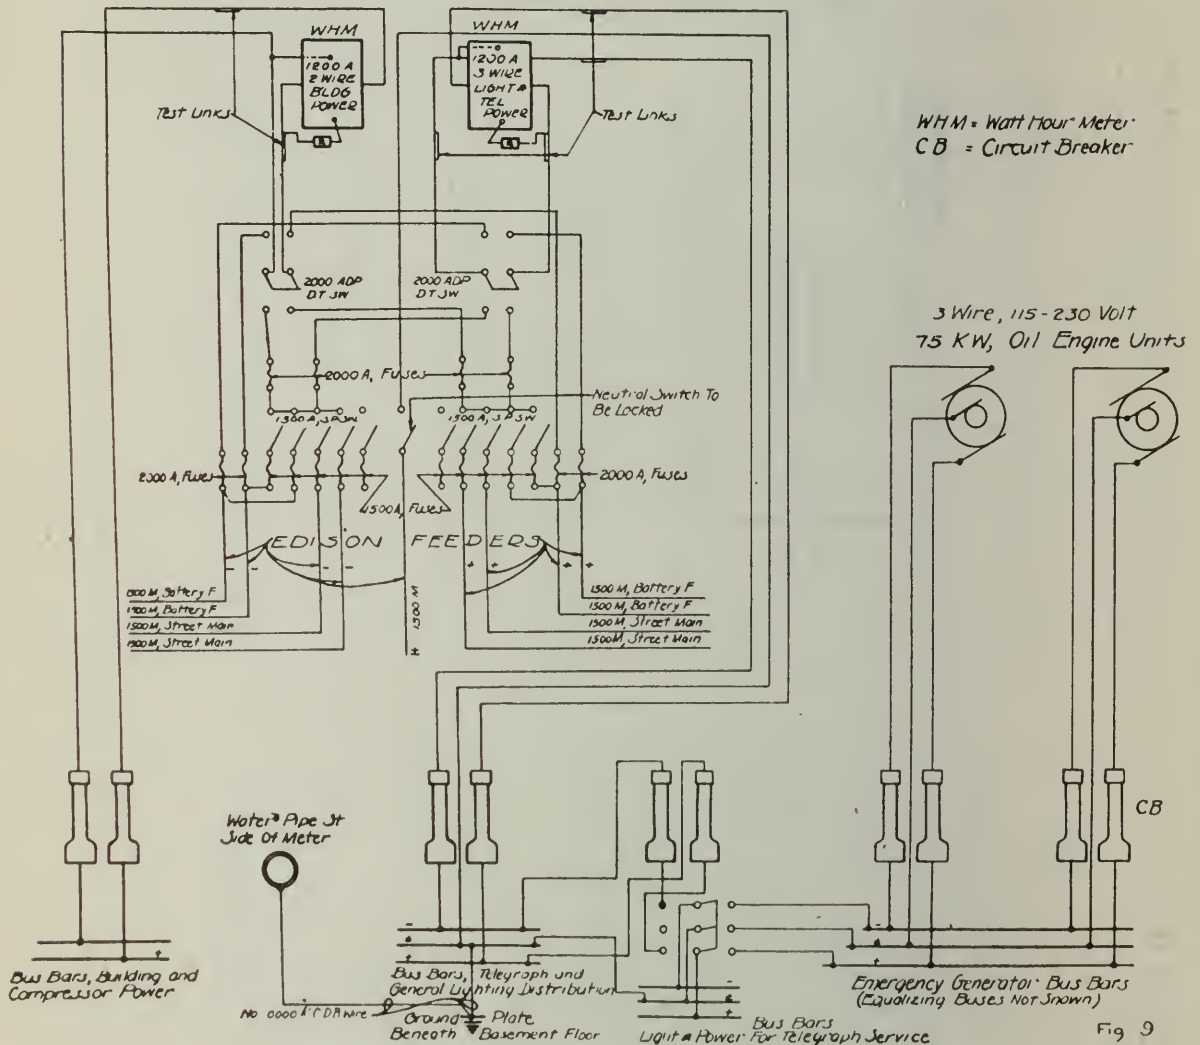 WHM
1200 A
2 WIRE
BLDG
POWER
WHM
1200 A
3 WIRE
LIGHT &
TEL
POWER
Test Links
Test Links
WHM = Watt Hour Meter
CB = Circuit Breaker
2000 ADP
DT SW
2000 ADP
DT SW
3 Wire, 115-230 Volt
75 KW, Oil Engine Units
2000 A, Fuses
Neutral Switch To
Be Locked
1500 A, SP SW
1500 A, SP SW
2000 A, Fuses
2000 A, Fuses
1500 A, Fuses
EDISON FEEDERS
- - - -
+ + + +
1500 M, Battery F
1500 M, Battery F
1500 M, Street Main
1500 M, Street Main
1500 M
±
1500 M, Battery F
1500 M, Battery F
1500 M, Street Main
1500 M, Street Main
CB
Water Pipe St
Side Of Meter
-
+
Bus Bars, Building and
Compressor Power
-
±
+
Bus Bars, Telegraph and
General Lighting Distribution
No 0000 R C D B Wire
Ground Plate
Beneath Basement Floor
-
±
+
Bus Bars
Light & Power For Telegraph Service
-
±
+
Emergency Generator Bus Bars
(Equalizing Buses Not Shown)
Fig 9